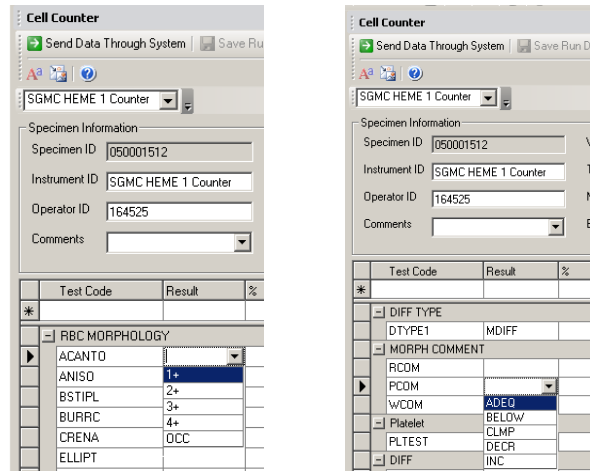 Cell Counter
Send Data Through System Save Ru
Aª
SGMC HEME 1 Counter
Specimen Information
Specimen ID 050001512
Instrument ID SGMC HEME 1 Counter
Operator ID 164525
Comments
Test Code Result %
RBC MORPHOLOGY
ACANTO
ANISO 1+
BSTIPL 2+
BURRC 3+
4+
CRENA OCC
ELLIPT
Cell Counter
Send Data Through System Save Run D
Aª
SGMC HEME 1 Counter
Specimen Information
Specimen ID 050001512
Instrument ID SGMC HEME 1 Counter
Operator ID 164525
Comments
Test Code Result %
DIFF TYPE
DTYPE1 MDIFF
MORPH COMMENT
RCOM
PCOM
WCOM ADEQ
Platelet BELOW
PLTEST CLMP
DECR
DIFF INC